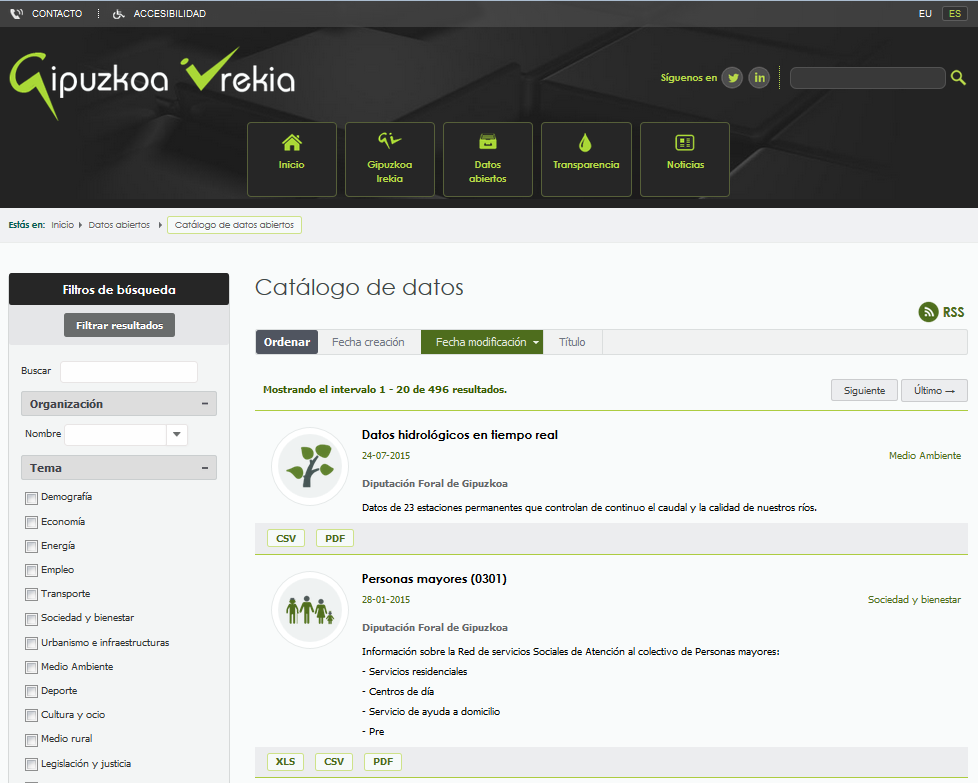 CONTACTO
ACCESIBILIDAD
EU
ES
Gipuzkoa Irekia
Síguenos en
in
Inicio
Gipuzkoa
Irekia
Datos
abiertos
Transparencia
Noticias
Estás en: Inicio Datos abiertos Catálogo de datos abiertos
Filtros de búsqueda
Filtrar resultados
Buscar
Organización
Nombre
Tema
Demografía
Economía
Energía
Empleo
Transporte
Sociedad y bienestar
Urbanismo e infraestructuras
Medio Ambiente
Deporte
Cultura y ocio
Medio rural
Legislación y justicia
Catálogo de datos
RSS
Ordenar Fecha creación Fecha modificación Título
Mostrando el intervalo 1 - 20 de 496 resultados.
Siguiente
Último →
Datos hidrológicos en tiempo real
24-07-2015
Medio Ambiente
Diputación Foral de Gipuzkoa
Datos de 23 estaciones permanentes que controlan de continuo el caudal y la calidad de nuestros ríos.
CSV PDF
Personas mayores (0301)
28-01-2015
Sociedad y bienestar
Diputación Foral de Gipuzkoa
Información sobre la Red de servicios Sociales de Atención al colectivo de Personas mayores:
- Servicios residenciales
- Centros de día
- Servicio de ayuda a domicilio
- Pre
XLS CSV PDF